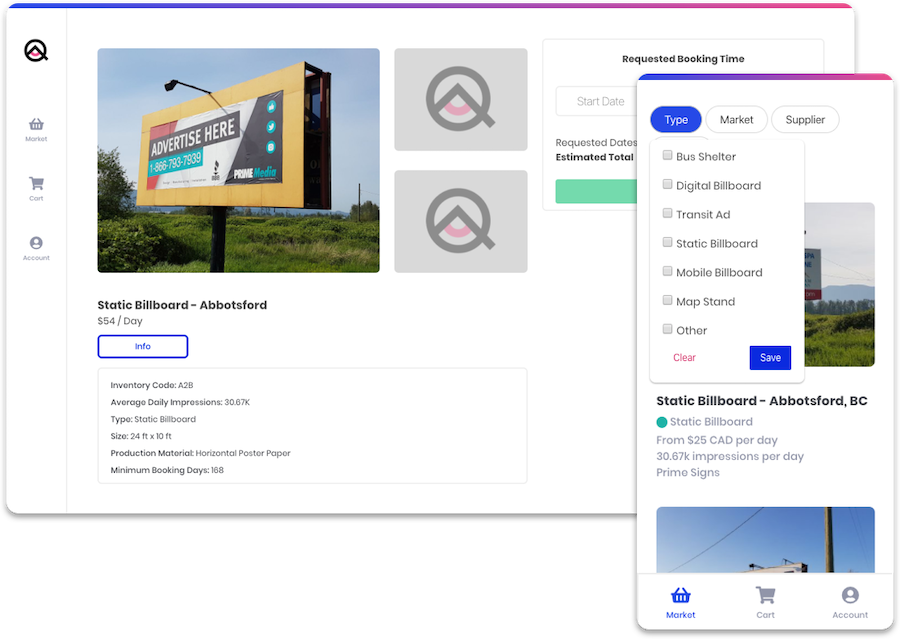 Market
Cart
Account
ADVERTISE HERE
1-866-793-7939
PRIME Media
Static Billboard - Abbotsford
$54 / Day
Info
Inventory Code: A2B
Average Daily Impressions: 30.67K
Type: Static Billboard
Size: 24 ft x 10 ft
Production Material: Horizontal Poster Paper
Minimum Booking Days: 168
Requested Booking Time
Start Date
Requested Dates
Estimated Total
Type Market Supplier
Bus Shelter
Digital Billboard
Transit Ad
Static Billboard
Mobile Billboard
Map Stand
Other
Clear Save
Static Billboard - Abbotsford, BC
Static Billboard
From $25 CAD per day
30.67k impressions per day
Prime Signs
Market Cart Account